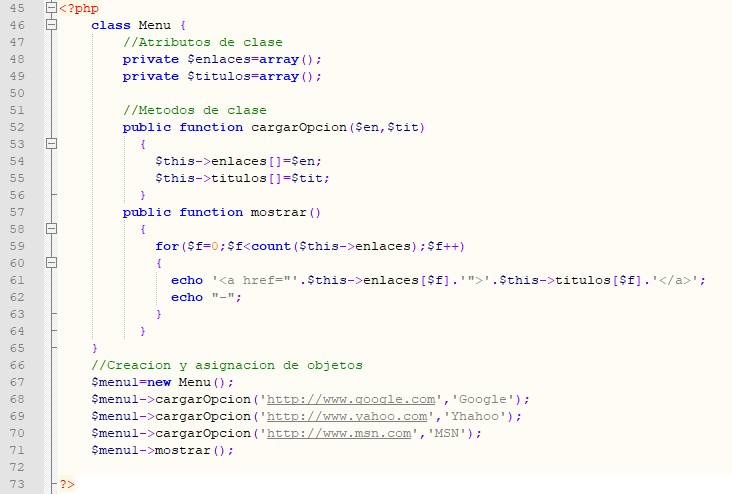 45 <?php
46 class Menu {
47 //Atributos de clase
48 private $enlaces=array();
49 private $titulos=array();
50
51 //Metodos de clase
52 public function cargarOpcion($en,$tit)
53 {
54 $this->enlaces[]=$en;
55 $this->titulos[]=$tit;
56 }
57 public function mostrar()
58 {
59 for($f=0;$f<count($this->enlaces);$f++)
60 {
61 echo '<a href="'.$this->enlaces[$f].'">'.$this->titulos[$f].'</a>';
62 echo "-";
63 }
64 }
65 }
66 //Creacion y asignacion de objetos
67 $menu1=new Menu();
68 $menu1->cargarOpcion('http://www.google.com','Google');
69 $menu1->cargarOpcion('http://www.yahoo.com','Yhahoo');
70 $menu1->cargarOpcion('http://www.msn.com','MSN');
71 $menu1->mostrar();
72
73 ?>